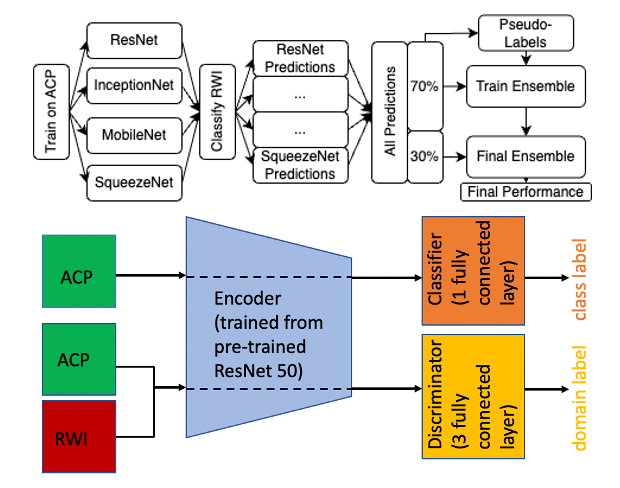 Train on ACP
ResNet
InceptionNet
MobileNet
SqueezeNet
Classify RWI
ResNet
Predictions
...
...
SqueezeNet
Predictions
All Predictions
70%
30%
Pseudo-
Labels
Train Ensemble
Final Ensemble
Final Performance
ACP
ACP
RWI
Encoder
(trained from
pre-trained
ResNet 50)
Classifier
(1 fully
connected
layer)
class label
Discriminator
(3 fully
connected
layer)
domain label